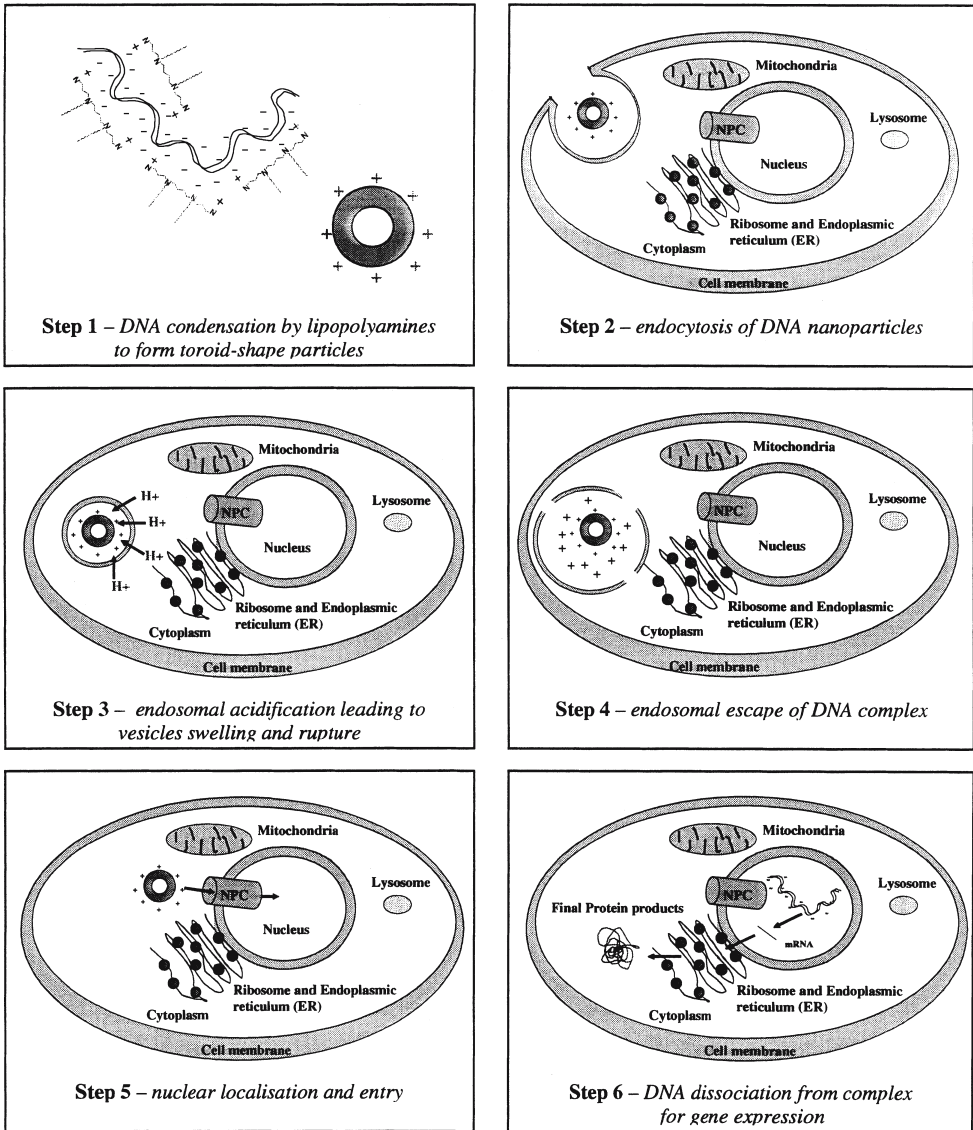 Step 1 – DNA condensation by lipopolyamines
to form toroid-shape particles
Mitochondria
Lysosome
NPC
Nucleus
Ribosome and Endoplasmic
reticulum (ER)
Cytoplasm
Cell membrane
Step 2 – endocytosis of DNA nanoparticles
Mitochondria
H+
Lysosome
H+
NPC
H+
Nucleus
H+
Ribosome and Endoplasmic
reticulum (ER)
Cytoplasm
Cell membrane
Step 3 – endosomal acidification leading to
vesicles swelling and rupture
Mitochondria
Lysosome
NPC
Nucleus
Ribosome and Endoplasmic
reticulum (ER)
Cytoplasm
Cell membrane
Step 4 – endosomal escape of DNA complex
Mitochondria
Lysosome
NPC
Nucleus
Ribosome and Endoplasmic
reticulum (ER)
Cytoplasm
Cell membrane
Step 5 – nuclear localisation and entry
Mitochondria
Lysosome
NPC
Final Protein products
mRNA
Ribosome and Endoplasmic
reticulum (ER)
Cytoplasm
Cell membrane
Step 6 – DNA dissociation from complex
for gene expression